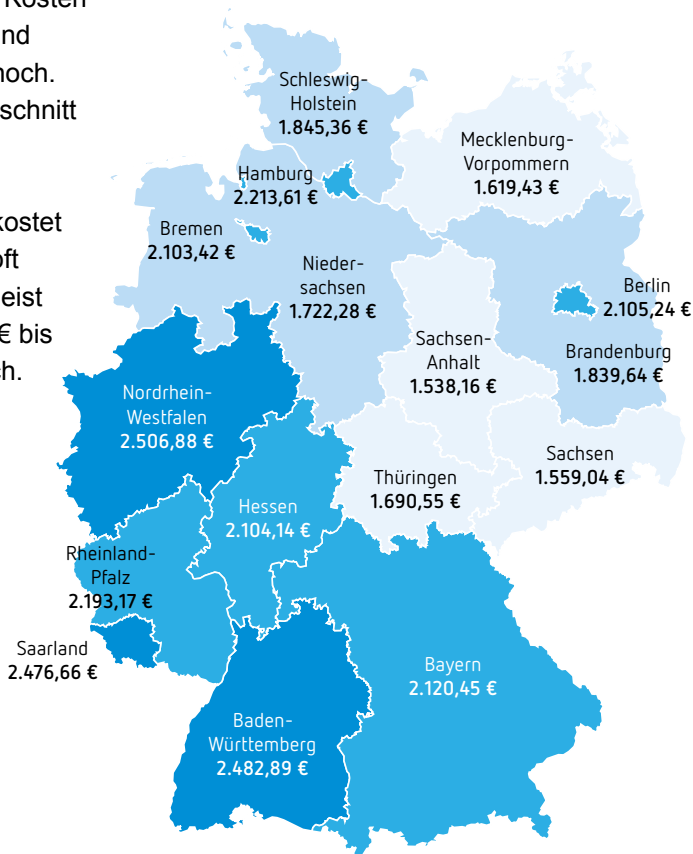 Kosten
nd
noch.
schnitt
kostet
oft
eist
€ bis
ch.
Schleswig-
Holstein
1.845,36 €
Mecklenburg-
Vorpommern
1.619,43 €
Hamburg
2.213,61 €
Bremen
2.103,42 €
Nieder-
sachsen
1.722,28 €
Berlin
2.105,24 €
Brandenburg
1.839,64 €
Sachsen-
Anhalt
1.538,16 €
Nordrhein-
Westfalen
2.506,88 €
Sachsen
1.559,04 €
Thüringen
1.690,55 €
Hessen
2.104,14 €
Rheinland-
Pfalz
2.193,17 €
Saarland
2.476,66 €
Bayern
2.120,45 €
Baden-
Württemberg
2.482,89 €